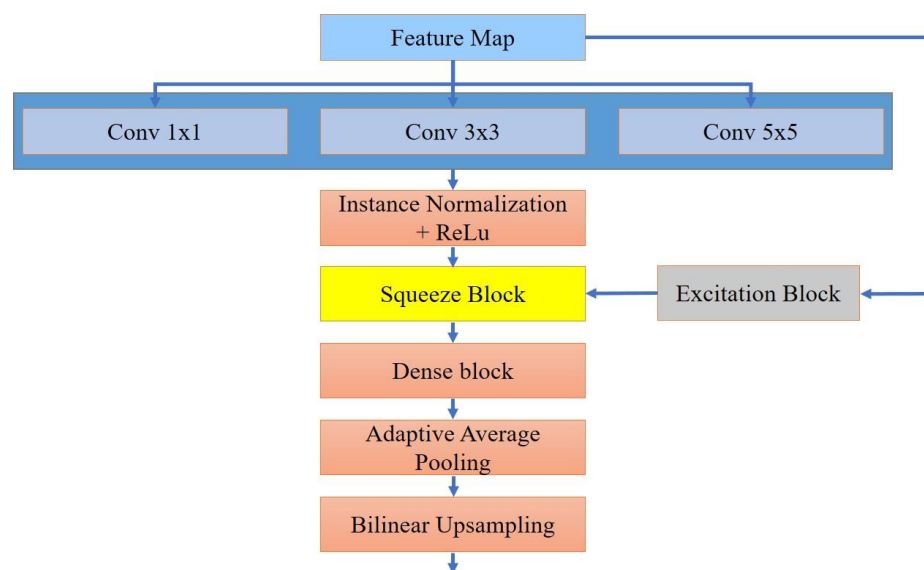 Feature Map
Conv 1x1
Conv 3x3
Conv 5x5
Instance Normalization
+ ReLu
Squeeze Block
Excitation Block
Dense block
Adaptive Average
Pooling
Bilinear Upsampling